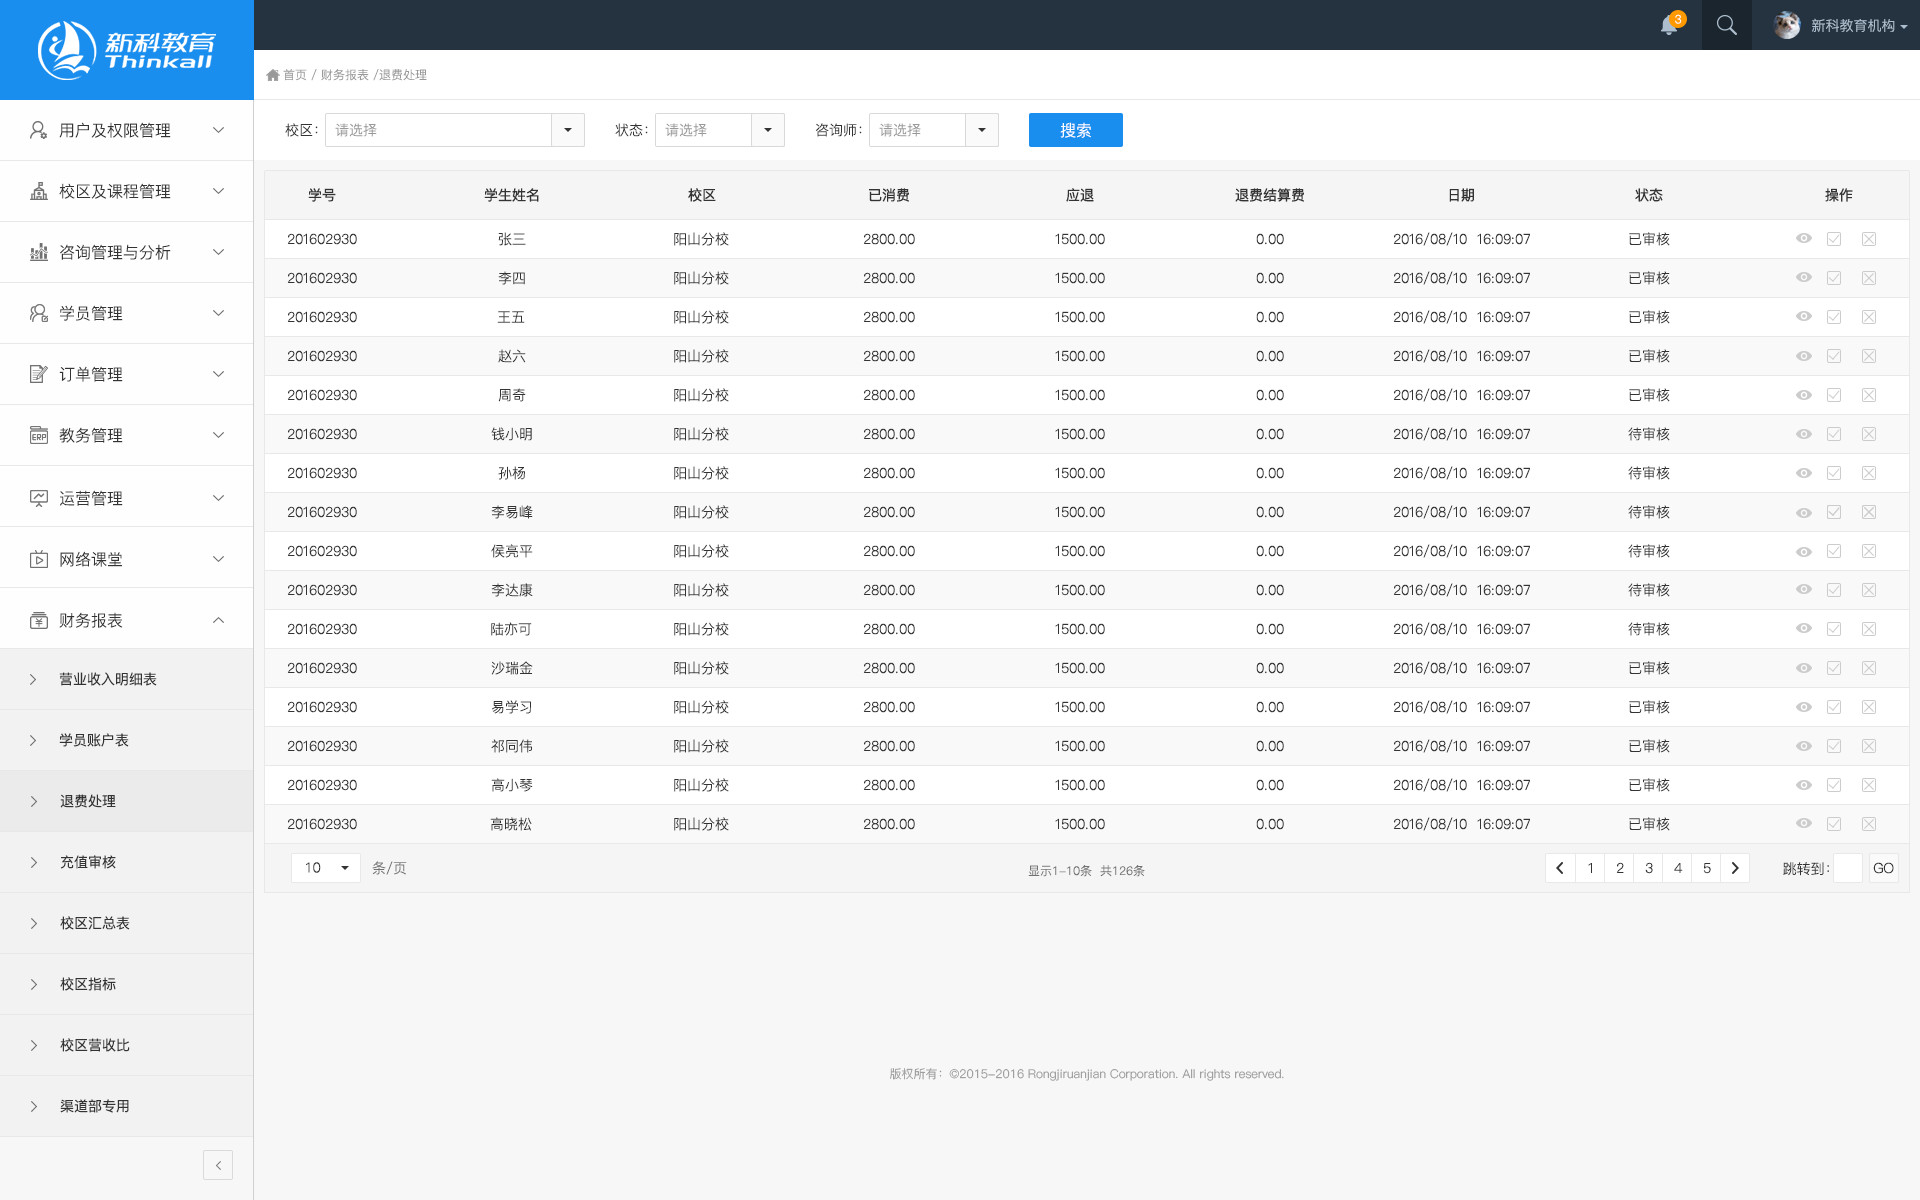 新科教育
Thinkall
3
新科教育机构
首页 / 财务报表 /退费处理
用户及权限管理
校区及课程管理
咨询管理与分析
学员管理
订单管理
ERP 教务管理
运营管理
网络课堂
财务报表
营业收入明细表
学员账户表
退费处理
充值审核
校区汇总表
校区指标
校区营收比
渠道部专用
校区： 请选择 状态： 请选择 咨询师： 请选择 搜索
学号 学生姓名 校区 已消费 应退 退费结算费 日期 状态 操作
201602930 张三 阳山分校 2800.00 1500.00 0.00 2016/08/10 16:09:07 已审核
201602930 李四 阳山分校 2800.00 1500.00 0.00 2016/08/10 16:09:07 已审核
201602930 王五 阳山分校 2800.00 1500.00 0.00 2016/08/10 16:09:07 已审核
201602930 赵六 阳山分校 2800.00 1500.00 0.00 2016/08/10 16:09:07 已审核
201602930 周奇 阳山分校 2800.00 1500.00 0.00 2016/08/10 16:09:07 已审核
201602930 钱小明 阳山分校 2800.00 1500.00 0.00 2016/08/10 16:09:07 待审核
201602930 孙杨 阳山分校 2800.00 1500.00 0.00 2016/08/10 16:09:07 待审核
201602930 李易峰 阳山分校 2800.00 1500.00 0.00 2016/08/10 16:09:07 待审核
201602930 侯亮平 阳山分校 2800.00 1500.00 0.00 2016/08/10 16:09:07 待审核
201602930 李达康 阳山分校 2800.00 1500.00 0.00 2016/08/10 16:09:07 待审核
201602930 陆亦可 阳山分校 2800.00 1500.00 0.00 2016/08/10 16:09:07 待审核
201602930 沙瑞金 阳山分校 2800.00 1500.00 0.00 2016/08/10 16:09:07 已审核
201602930 易学习 阳山分校 2800.00 1500.00 0.00 2016/08/10 16:09:07 已审核
201602930 祁同伟 阳山分校 2800.00 1500.00 0.00 2016/08/10 16:09:07 已审核
201602930 高小琴 阳山分校 2800.00 1500.00 0.00 2016/08/10 16:09:07 已审核
201602930 高晓松 阳山分校 2800.00 1500.00 0.00 2016/08/10 16:09:07 已审核
10 条/页 显示1-10条 共126条 1 2 3 4 5 跳转到： GO
版权所有：©2015-2016 Rongjiruanjian Corporation. All rights reserved.